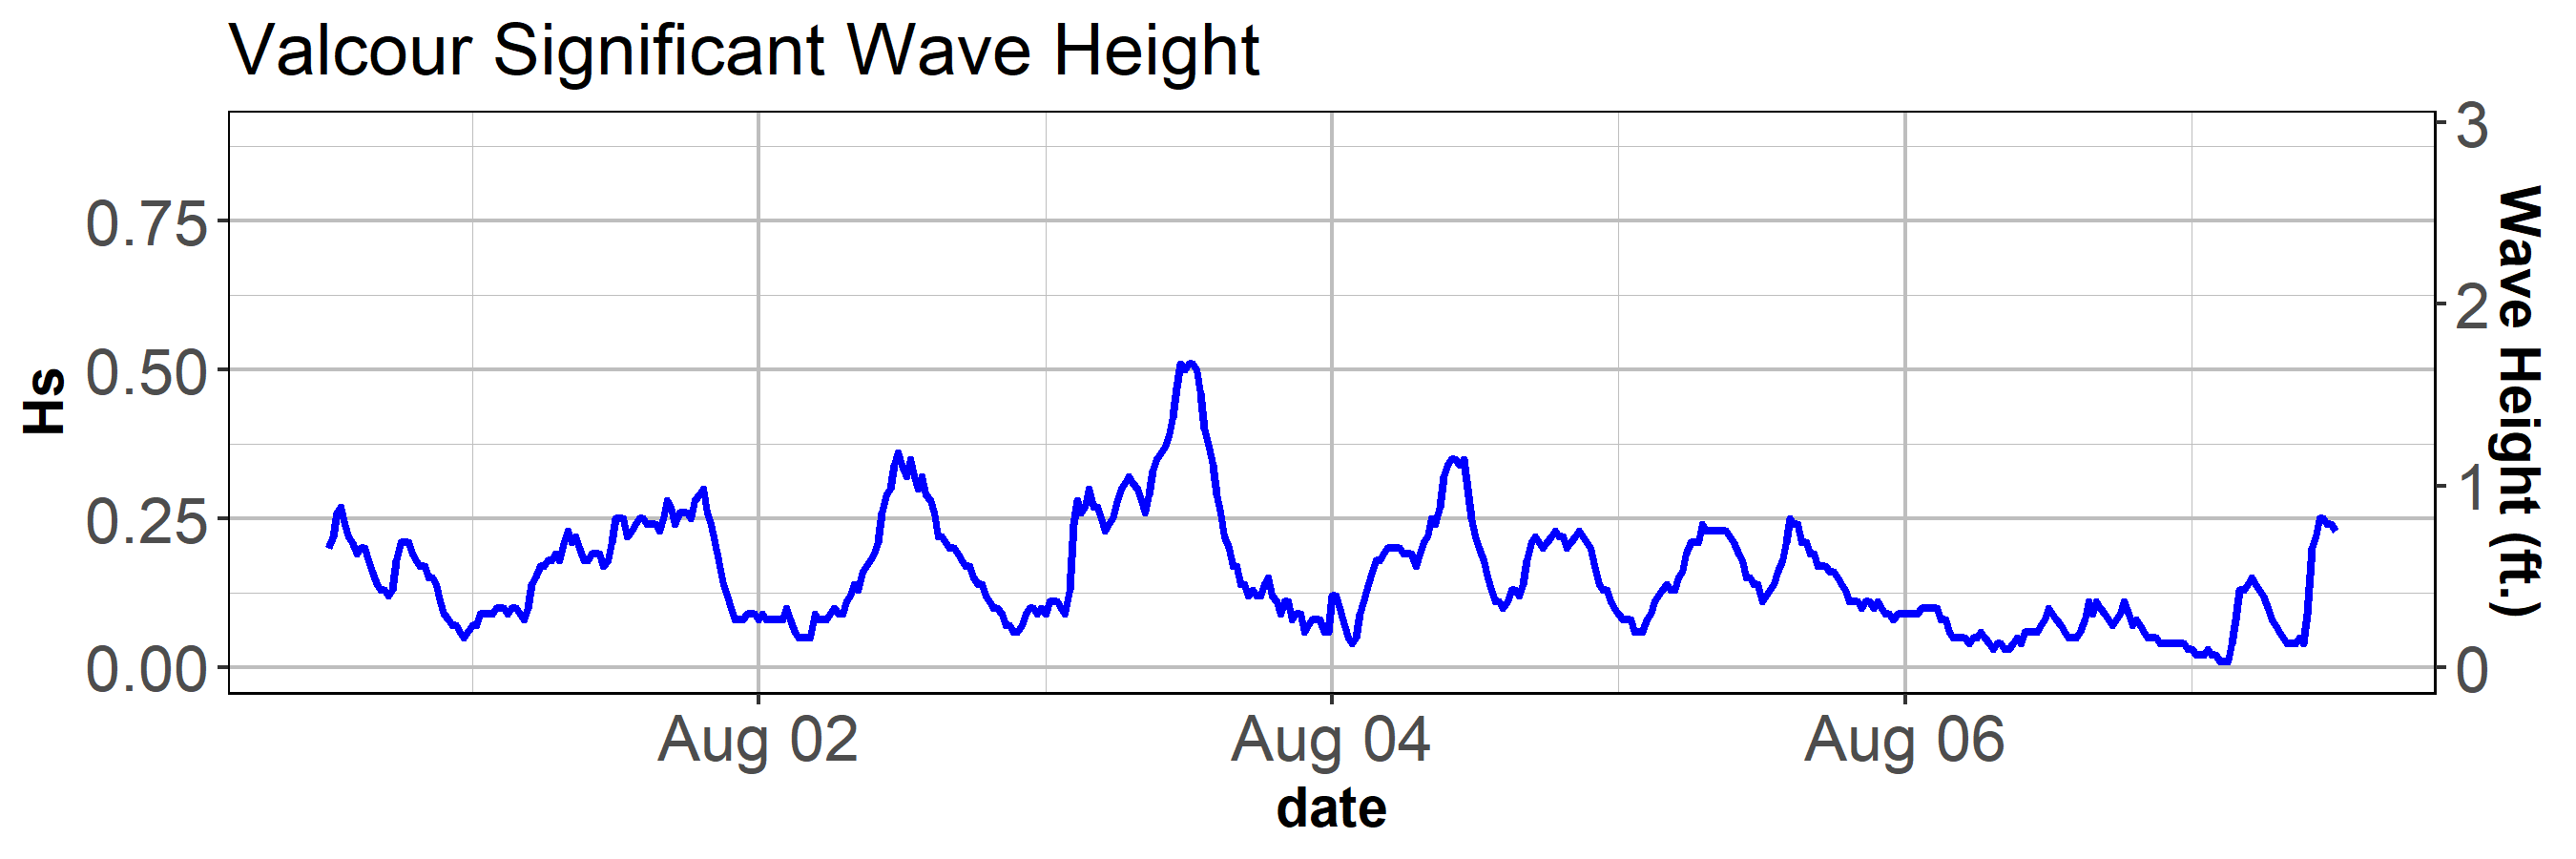 Valcour Significant Wave Height
Hs
0.75
0.50
0.25
0.00
3
2
1
0
Wave Height (ft.)
Aug 02
Aug 04
Aug 06
date